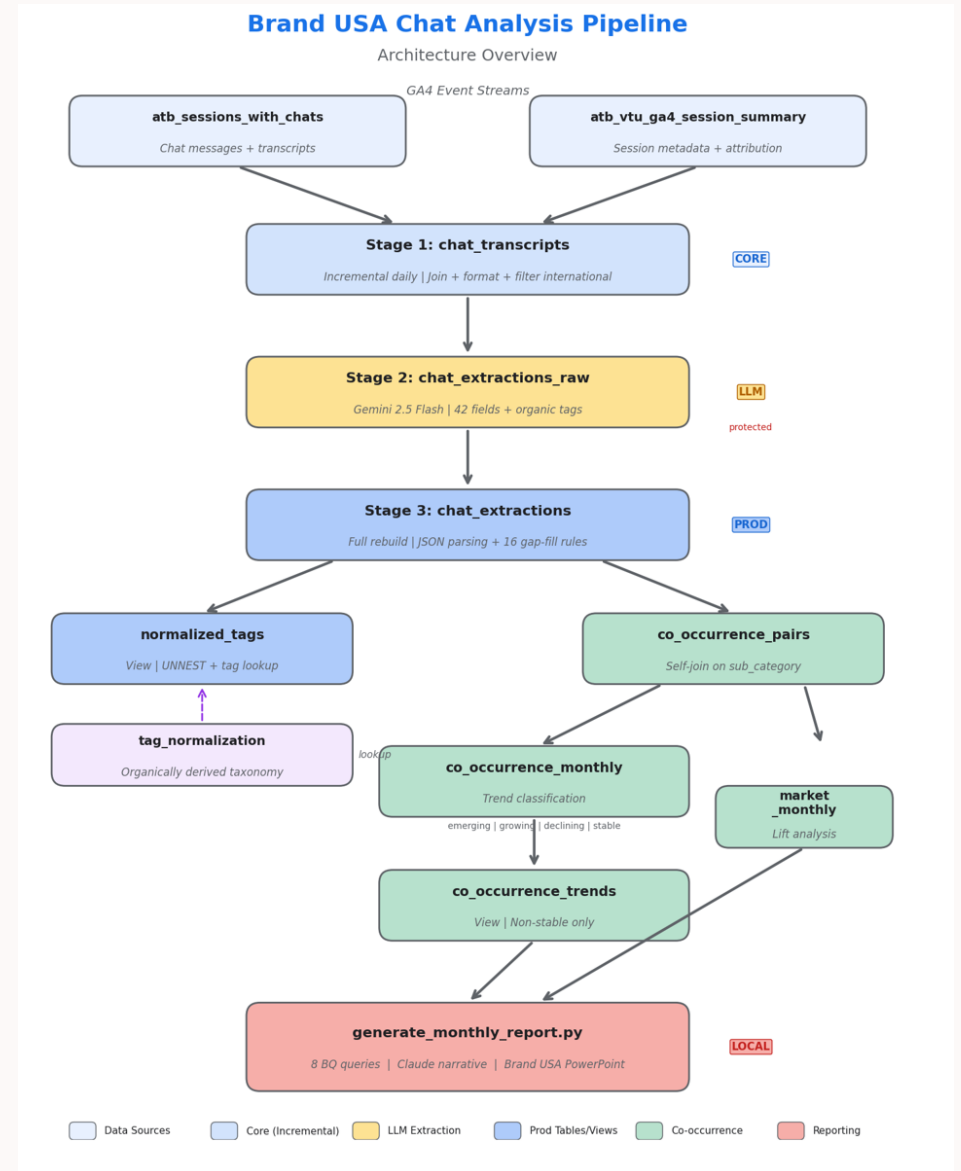 Brand USA Chat Analysis Pipeline
Architecture Overview
GA4 Event Streams
atb_sessions_with_chats
Chat messages + transcripts
atb_vtu_ga4_session_summary
Session metadata + attribution
Stage 1: chat_transcripts
Incremental daily | Join + format + filter international
CORE
Stage 2: chat_extractions_raw
Gemini 2.5 Flash | 42 fields + organic tags
LLM
protected
Stage 3: chat_extractions
Full rebuild | JSON parsing + 16 gap-fill rules
PROD
normalized_tags
View | UNNEST + tag lookup
co_occurrence_pairs
Self-join on sub_category
tag_normalization
Organically derived taxonomy
lookup
co_occurrence_monthly
Trend classification
emerging | growing | declining | stable
market
_monthly
Lift analysis
co_occurrence_trends
View | Non-stable only
generate_monthly_report.py
8 BQ queries | Claude narrative | Brand USA PowerPoint
LOCAL
Data Sources
Core (Incremental)
LLM Extraction
Prod Tables/Views
Co-occurrence
Reporting